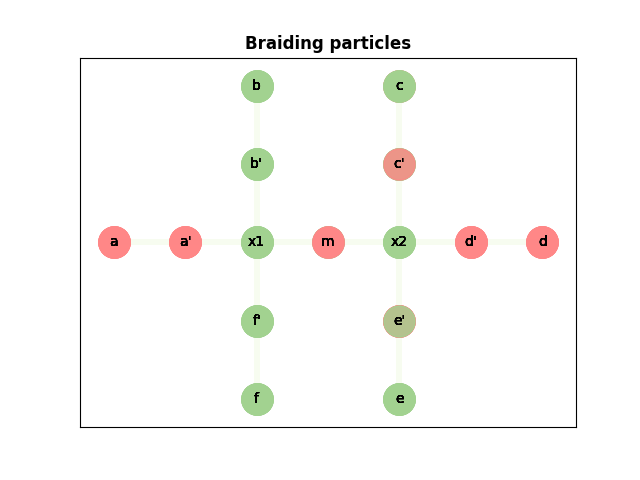 Braiding particles
b c
b' c'
a a' x1 m x2 d' d
f' e'
f e